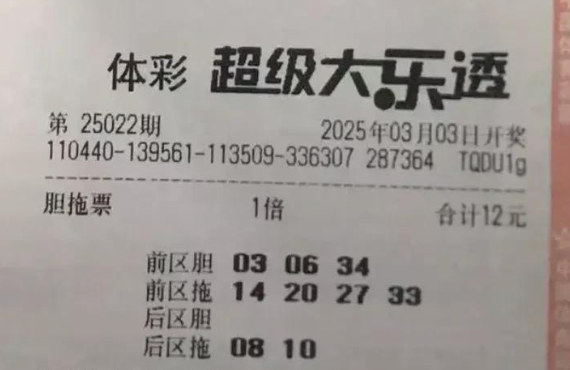 体彩 超级大乐透
第 25022期 2025年03月03日开奖
110440-139561-113509-336307 287364 TQDU1g
胆拖票 1倍 合计12元
前区胆 03 06 34
前区拖 14 20 27 33
后区胆
后区拖 08 10